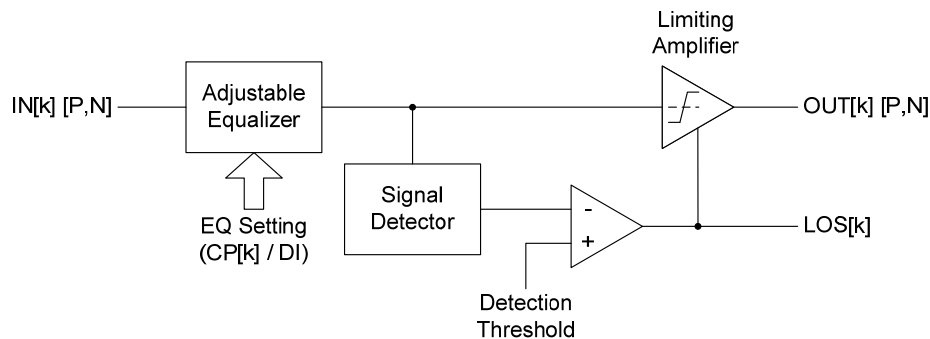 Limiting
Amplifier
IN[k] [P,N]
Adjustable
Equalizer
OUT[k] [P,N]
Signal
Detector
EQ Setting
(CP[k] / DI)
-
+
LOS[k]
Detection
Threshold